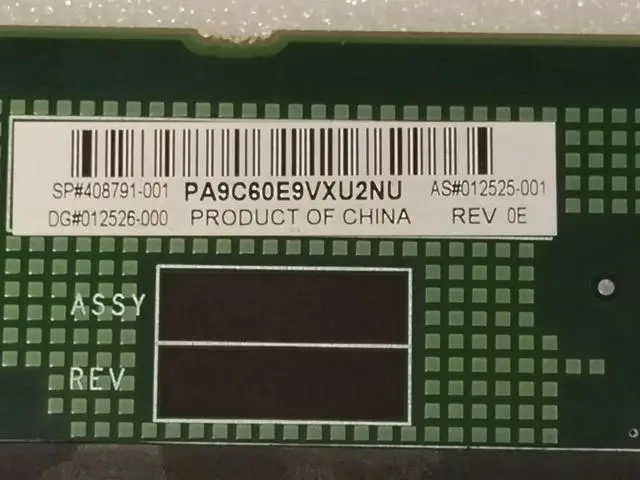 SP#408791-001 PA9C60E9VXU2NU AS#012525-001
DG#012526-000 PRODUCT OF CHINA REV 0E
ASSY
REV